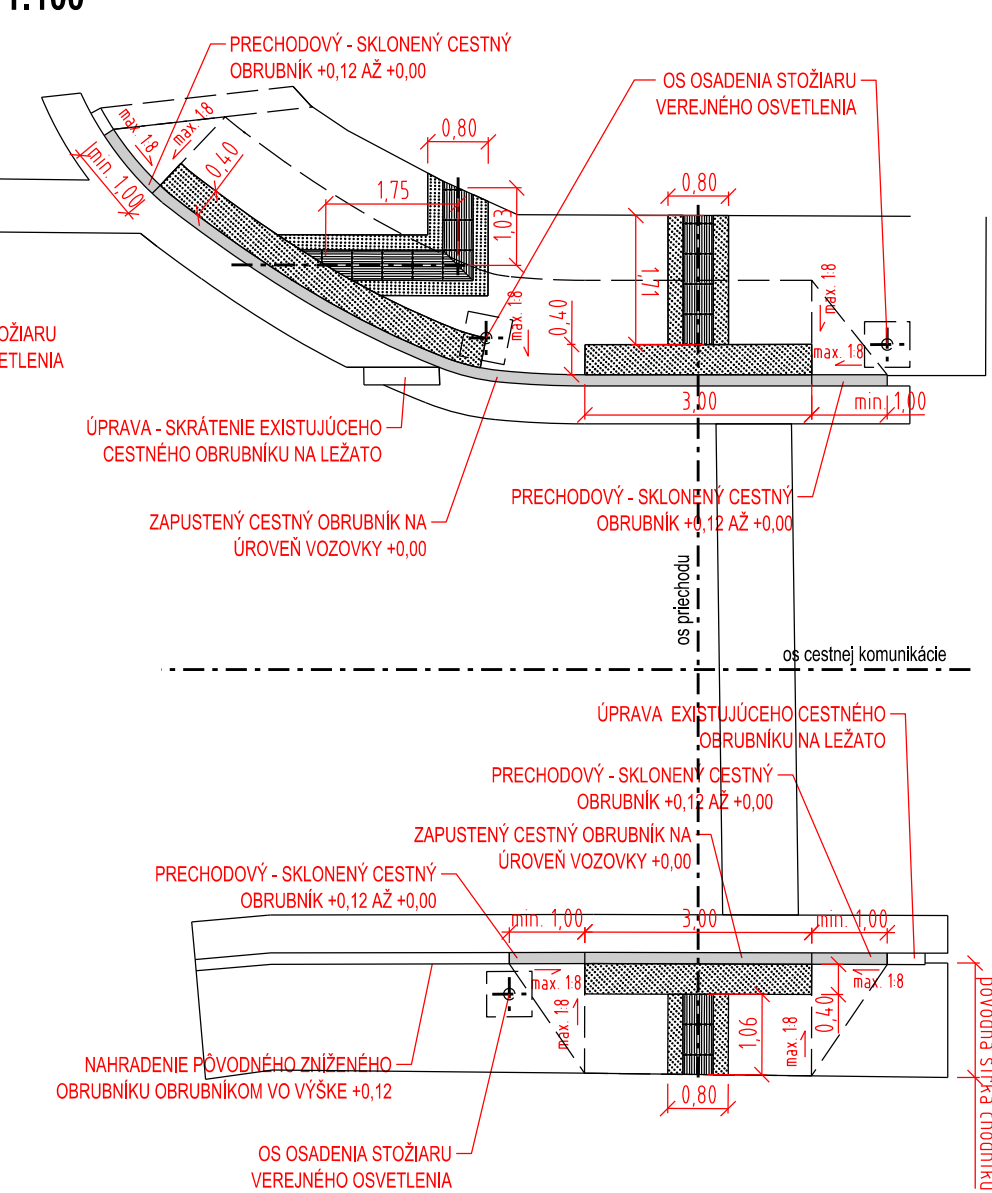 1:100
PRECHODOVÝ - SKLONENÝ CESTNÝ
OBRUBNÍK +0,12 AŽ +0,00
OS OSADENIA STOŽIARU
VEREJNÉHO OSVETLENIA
max. 1:8
max. 1:8
min. 1,00
0,40
0,80
1,75
1,03
0,80
1,71
0,40
max. 1:8
max. 1:8
max. 1:8
3,00
min. 1,00
OŽIARU
ETLENIA
ÚPRAVA - SKRÁTENIE EXISTUJÚCEHO
CESTNÉHO OBRUBNÍKU NA LEŽATO
ZAPUSTENÝ CESTNÝ OBRUBNÍK NA
ÚROVEŇ VOZOVKY +0,00
PRECHODOVÝ - SKLONENÝ CESTNÝ
OBRUBNÍK +0,12 AŽ +0,00
os priechodu
os cestnej komunikácie
ÚPRAVA EXISTUJÚCEHO CESTNÉHO
OBRUBNÍKU NA LEŽATO
PRECHODOVÝ - SKLONENÝ CESTNÝ
OBRUBNÍK +0,12 AŽ +0,00
ZAPUSTENÝ CESTNÝ OBRUBNÍK NA
ÚROVEŇ VOZOVKY +0,00
PRECHODOVÝ - SKLONENÝ CESTNÝ
OBRUBNÍK +0,12 AŽ +0,00
min. 1,00
3,00
min. 1,00
max. 1:8
max. 1:8
max. 1:8
max. 1:8
1,06
0,40
0,80
pôvodná šírka chodníku
NAHRADENIE PÔVODNÉHO ZNÍŽENÉHO
OBRUBNÍKU OBRUBNÍKOM VO VÝŠKE +0,12
OS OSADENIA STOŽIARU
VEREJNÉHO OSVETLENIA